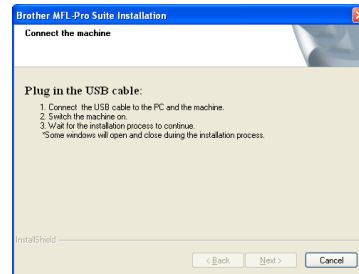 Brother MFL-Pro Suite Installation
Connect the machine
Plug in the USB cable:
1. Connect the USB cable to the PC and the machine.
2. Switch the machine on.
3. Wait for the installation process to continue.
*Some windows will open and close during the installation process.
InstallShield
< Back Next > Cancel